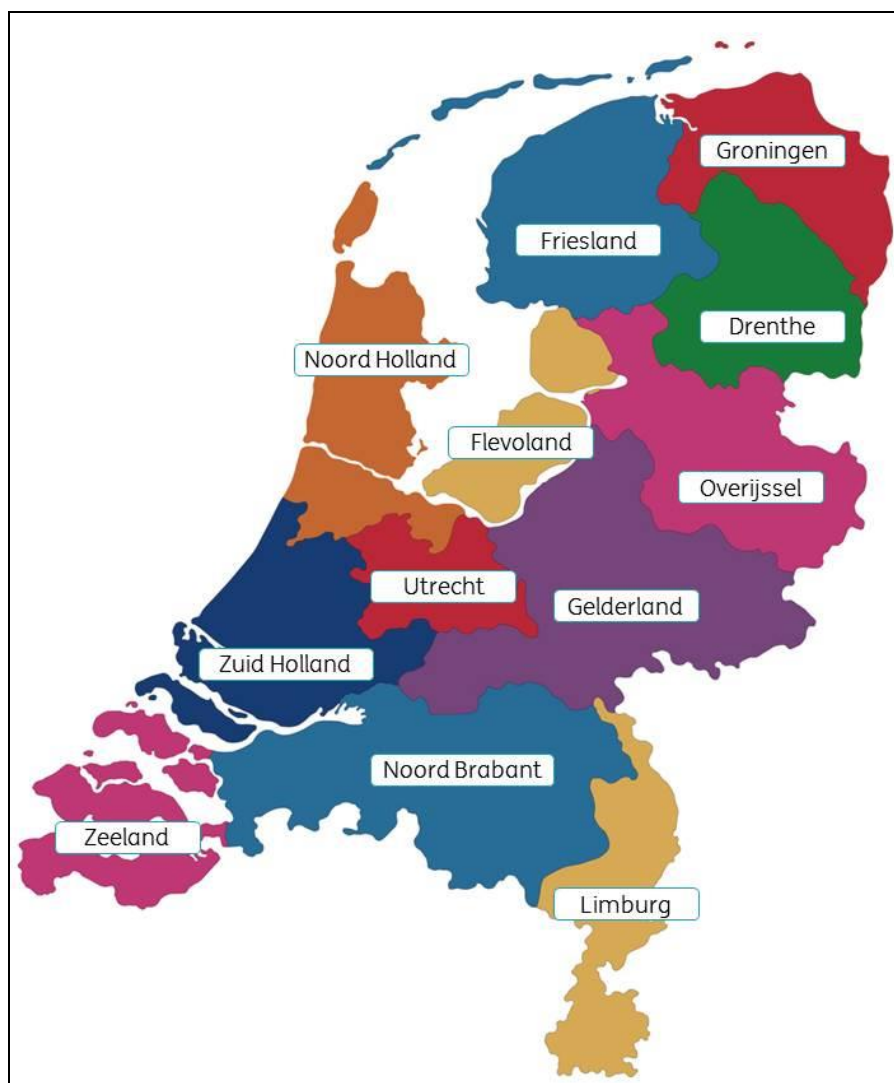 Groningen
Friesland
Drenthe
Noord Holland
Flevoland
Overijssel
Utrecht
Gelderland
Zuid Holland
Noord Brabant
Zeeland
Limburg